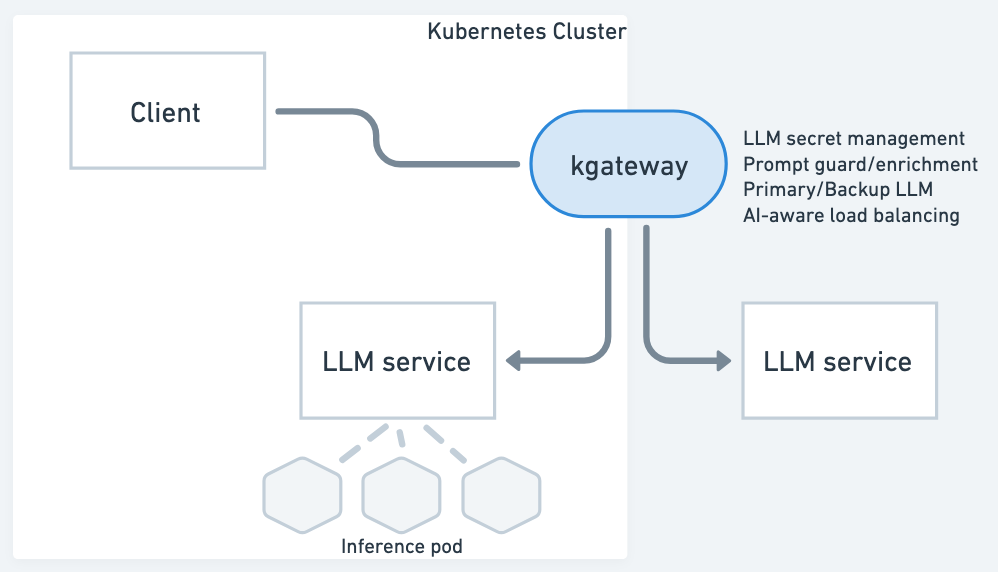 Kubernetes Cluster
Client
kgateway
LLM secret management
Prompt guard/enrichment
Primary/Backup LLM
AI-aware load balancing
LLM service
LLM service
Inference pod